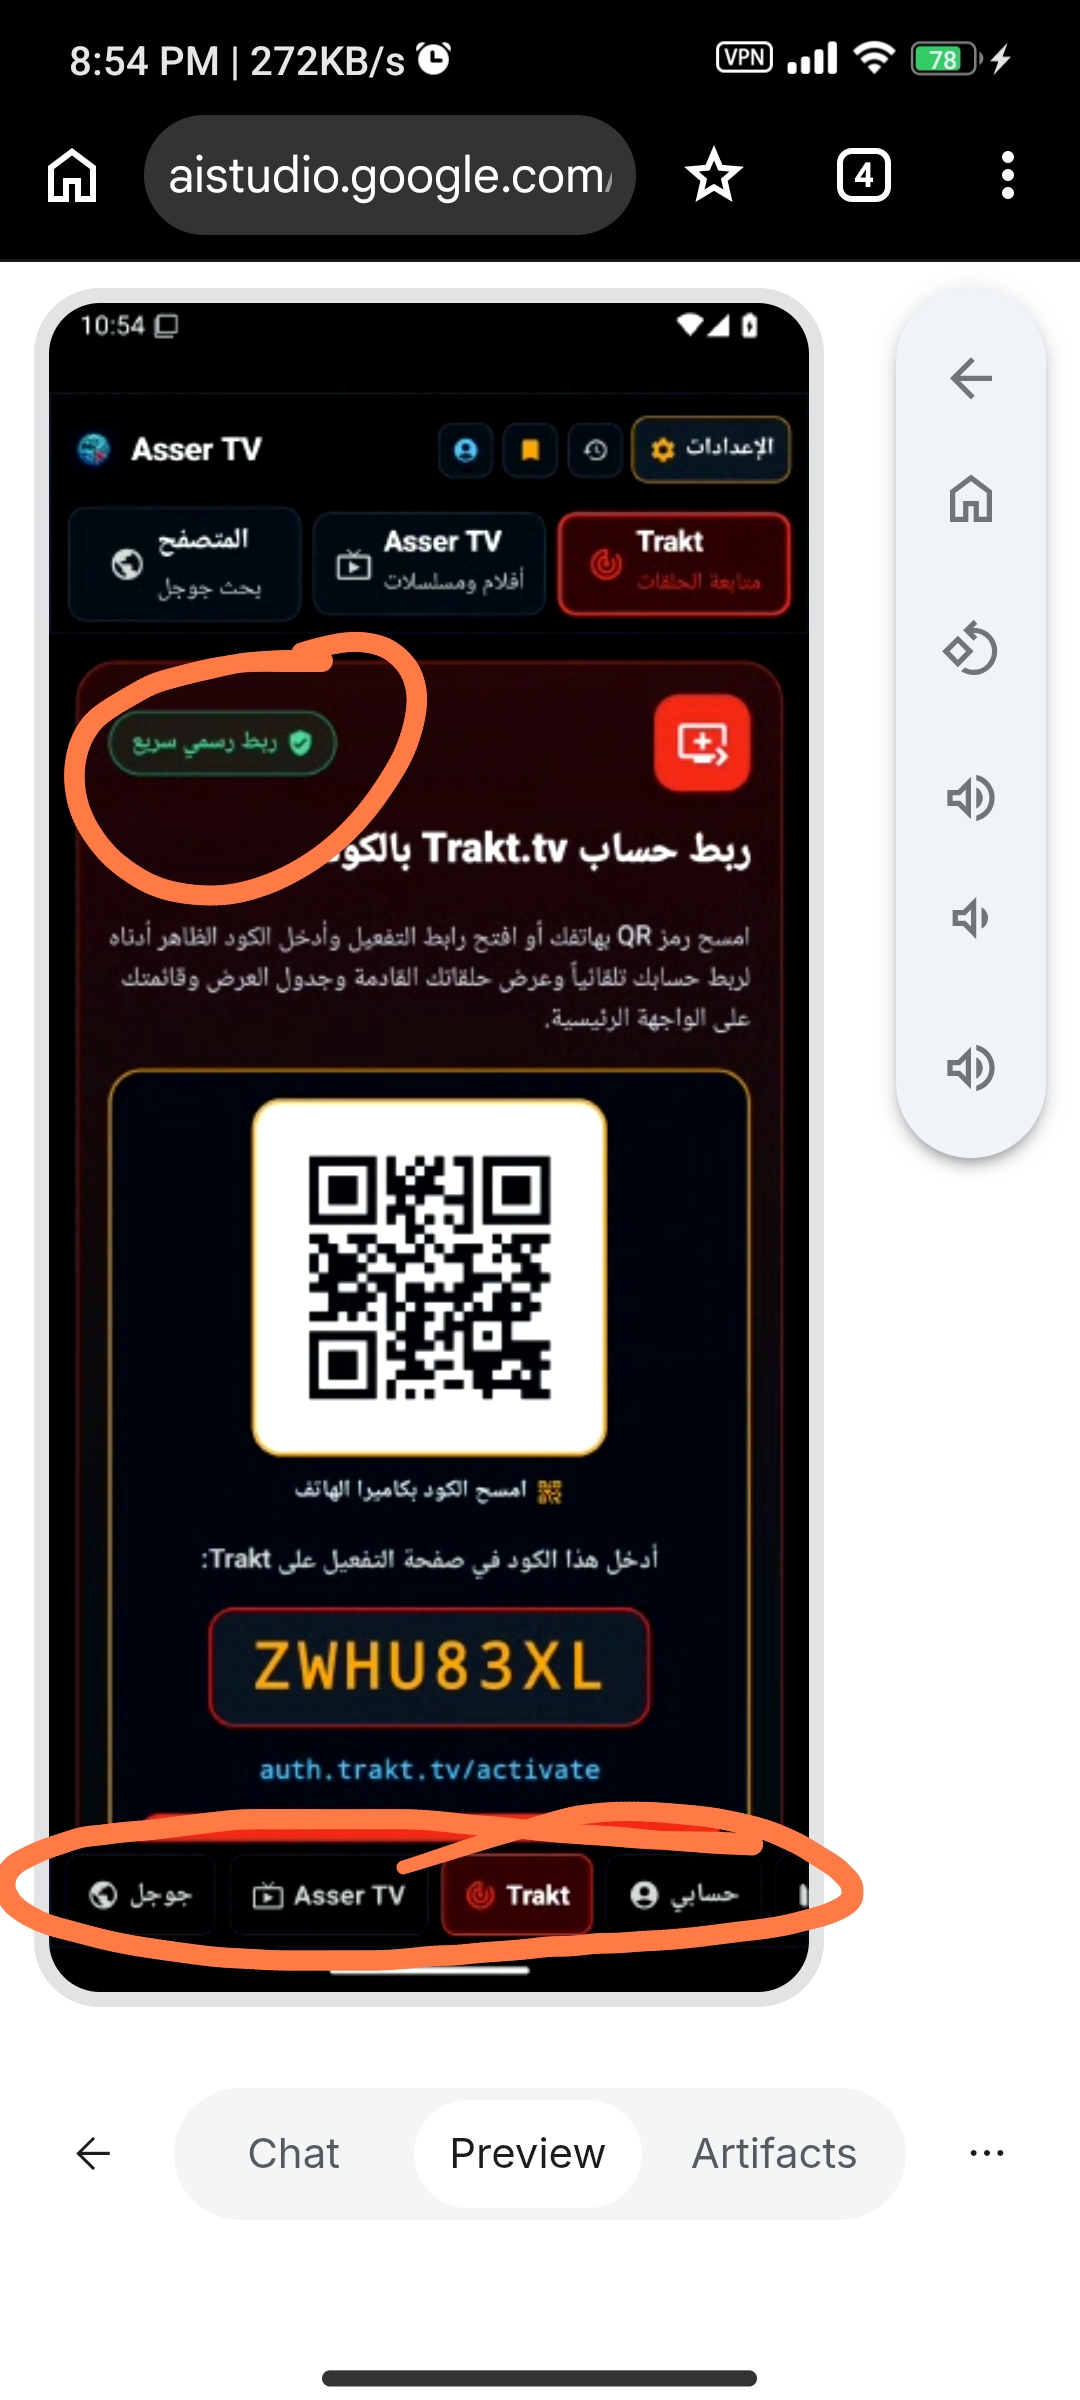 8:54 PM | 272KB/s
VPN
78
aistudio.google.com/
4
10:54
Asser TV
الإعدادات
المتصفح
بحث جوجل
Asser TV
أفلام ومسلسلات
Trakt
متابعة الحلقات
ربط رسمي سريع
ربط حساب Trakt.tv بالكود
امسح رمز QR بهاتفك أو افتح رابط التفعيل وأدخل الكود الظاهر أدناه
لربط حسابك تلقائياً وعرض حلقاتك القادمة وجدول العرض وقائمتك
على الواجهة الرئيسية.
امسح الكود بكاميرا الهاتف
أدخل هذا الكود في صفحة التفعيل على Trakt:
ZWHU83XL
auth.trakt.tv/activate
جوجل
Asser TV
Trakt
حسابي
Chat
Preview
Artifacts